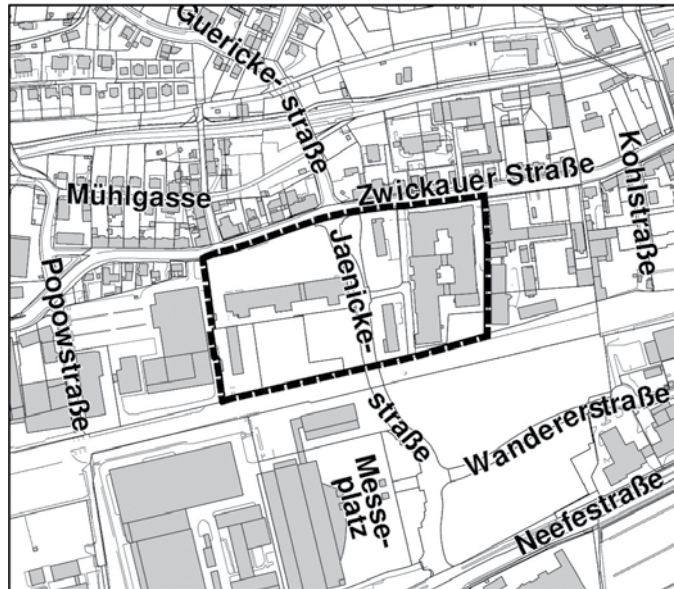 Guericke-
straße
Mühlgasse
Zwickauer Straße
Kohlstraße
Popowstraße
Jaenicke-
straße
Messe-
platz
Wandererstraße
Neefestraße